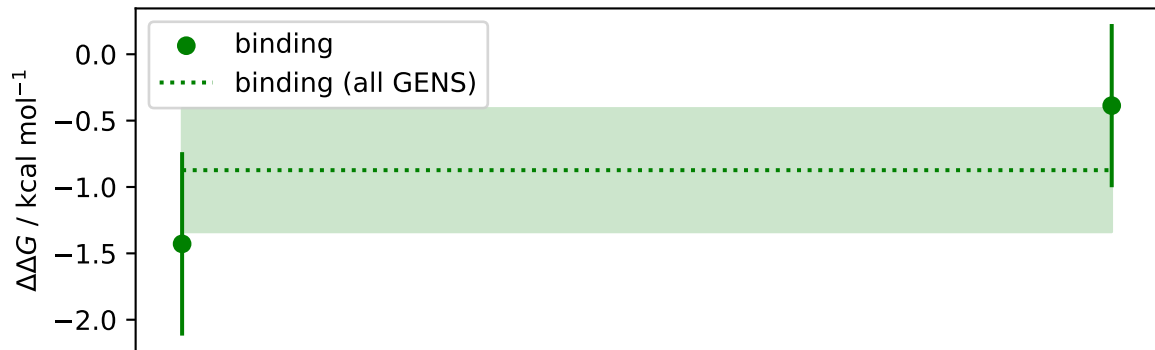 binding
binding (all GENS)
0.0
−0.5
−1.0
−1.5
−2.0
ΔΔG / kcal mol⁻¹